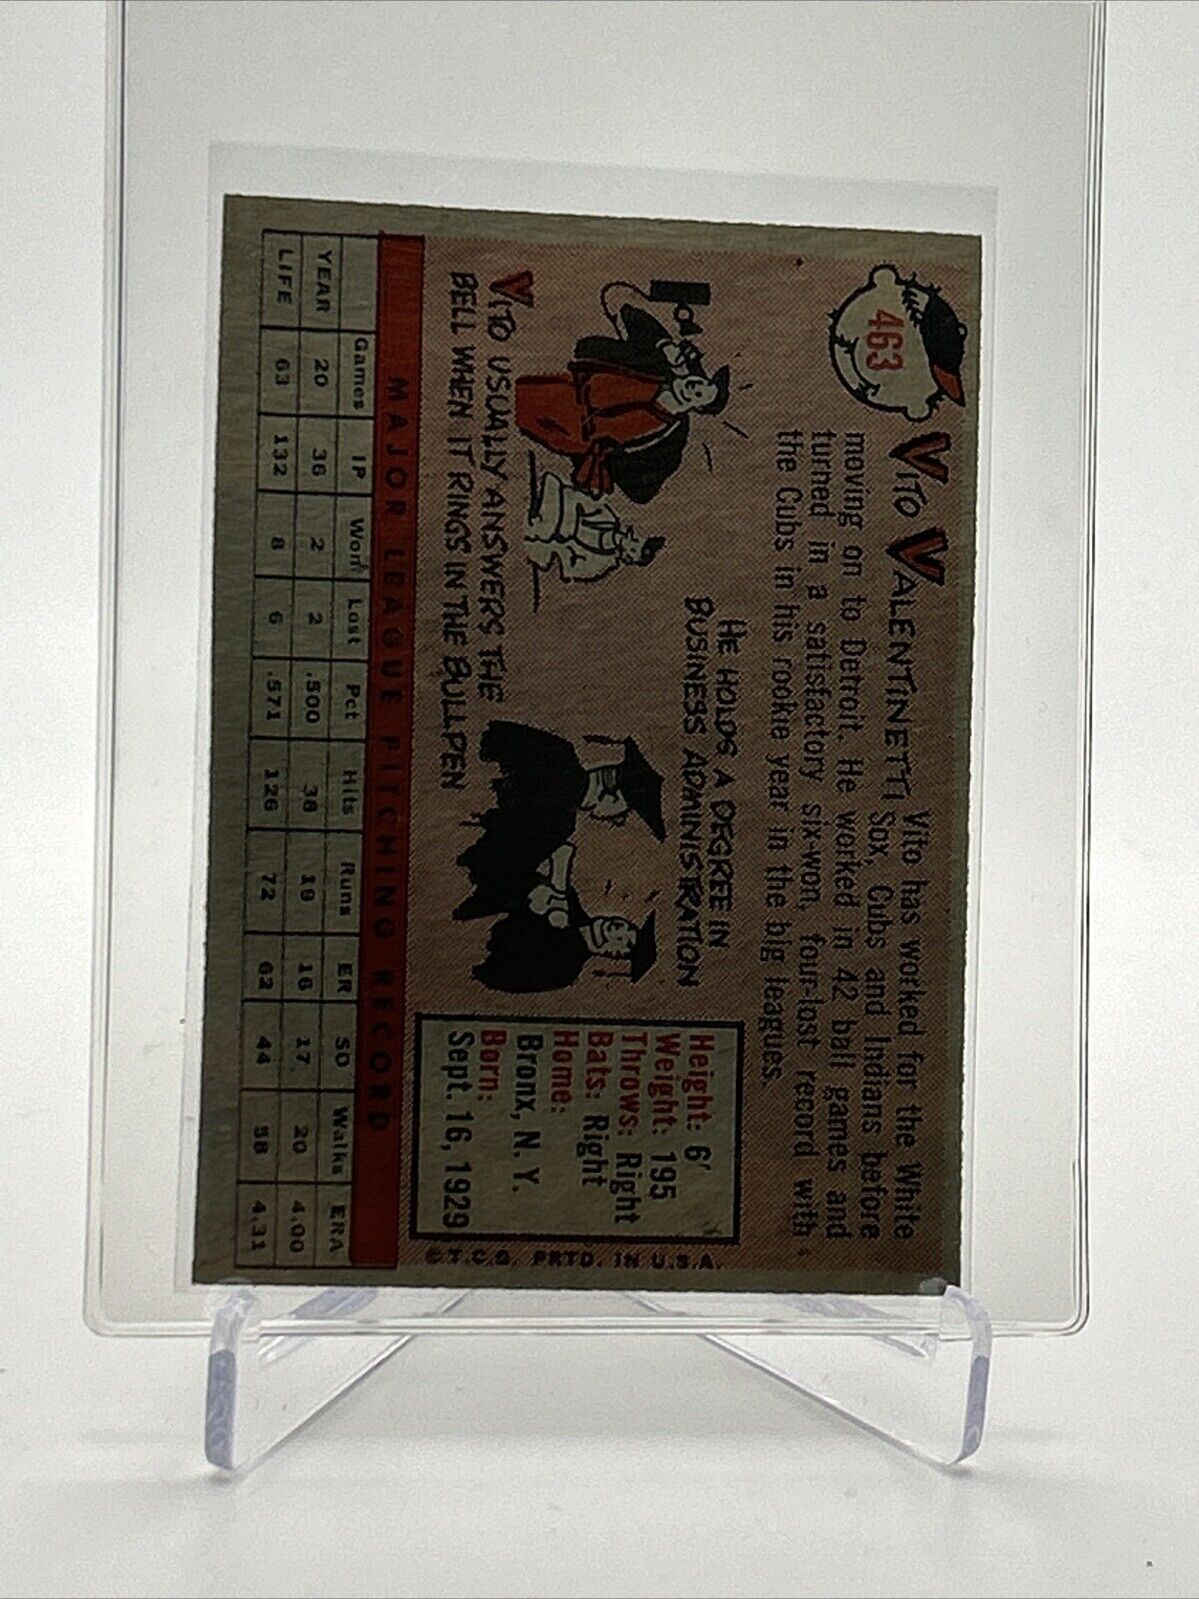 463
VITO VALENTINETTI
Vito has worked for the White
Sox, Cubs and Indians before
moving on to Detroit. He worked in 42 ball games and
turned in a satisfactory six-won, four-lost record with
the Cubs in his rookie year in the big leagues.
HE HOLDS A DEGREE IN
BUSINESS ADMINISTRATION
VITO USUALLY ANSWERS THE
BELL WHEN IT RINGS IN THE BULLPEN
Height: 6'
Weight: 195
Throws: Right
Bats: Right
Home:
Bronx, N. Y.
Born:
Sept. 16, 1929
© T.C.G. PRTD. IN U.S.A.
MAJOR LEAGUE PITCHING RECORD
Games IP Won Lost Pct Hits Runs ER SO Walks ERA
YEAR 20 36 2 2 .500 38 19 16 17 20 4.00
LIFE 63 132 8 6 .571 126 72 62 44 58 4.31